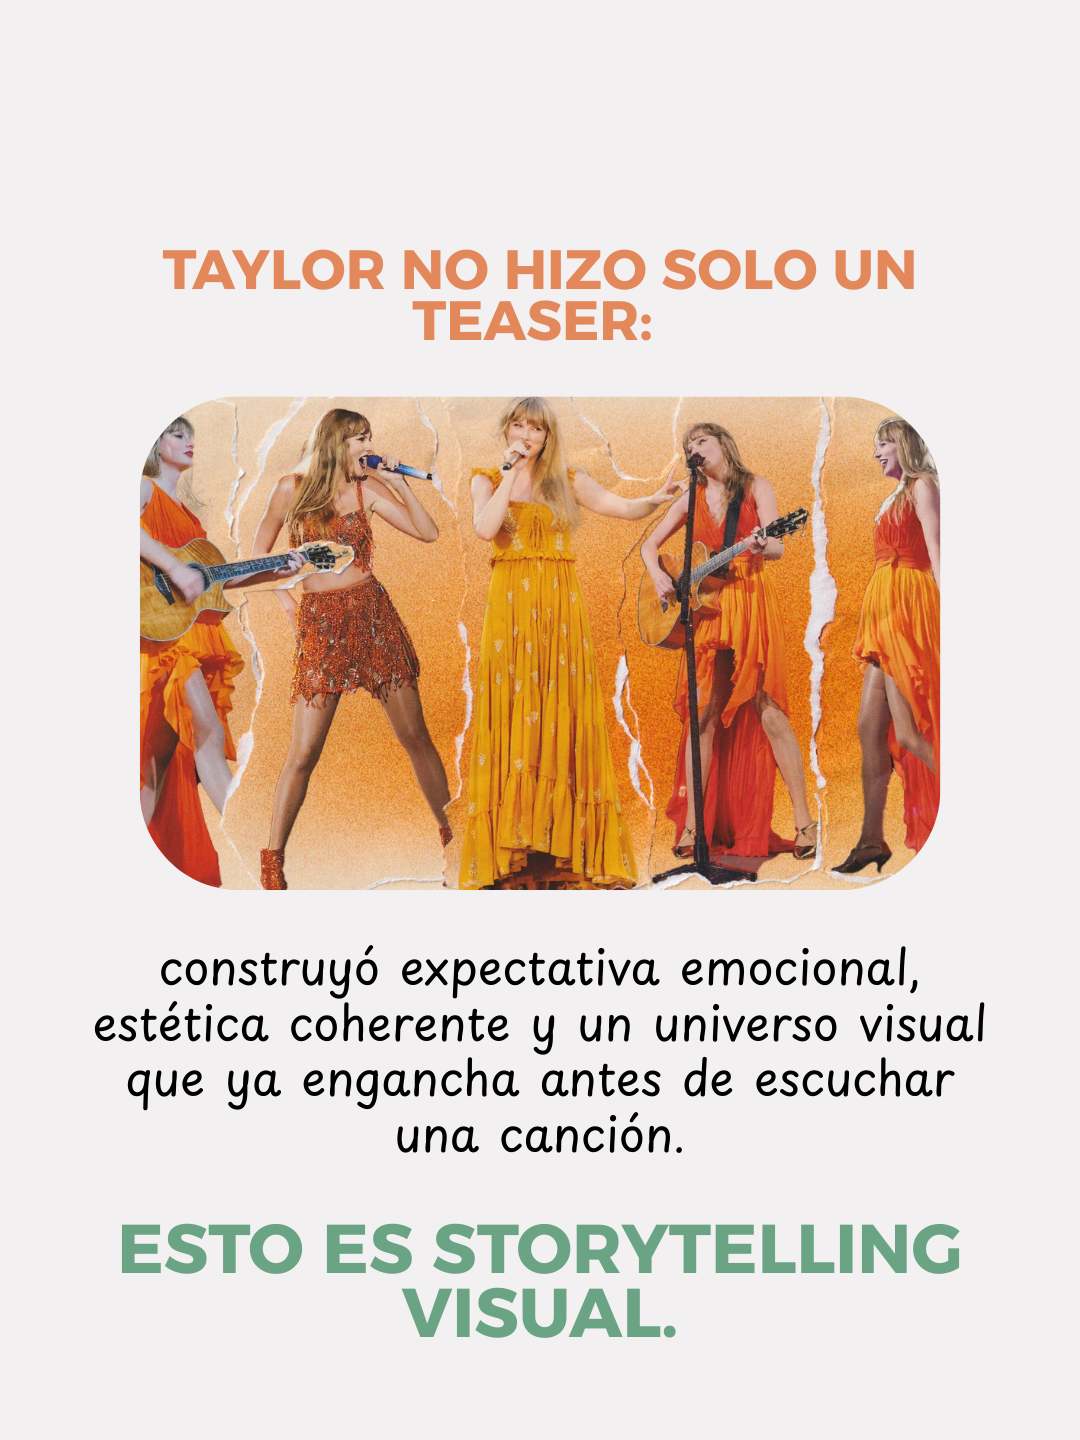 TAYLOR NO HIZO SOLO UN
TEASER:
construyó expectativa emocional,
estética coherente y un universo visual
que ya engancha antes de escuchar
una canción.
ESTO ES STORYTELLING
VISUAL.